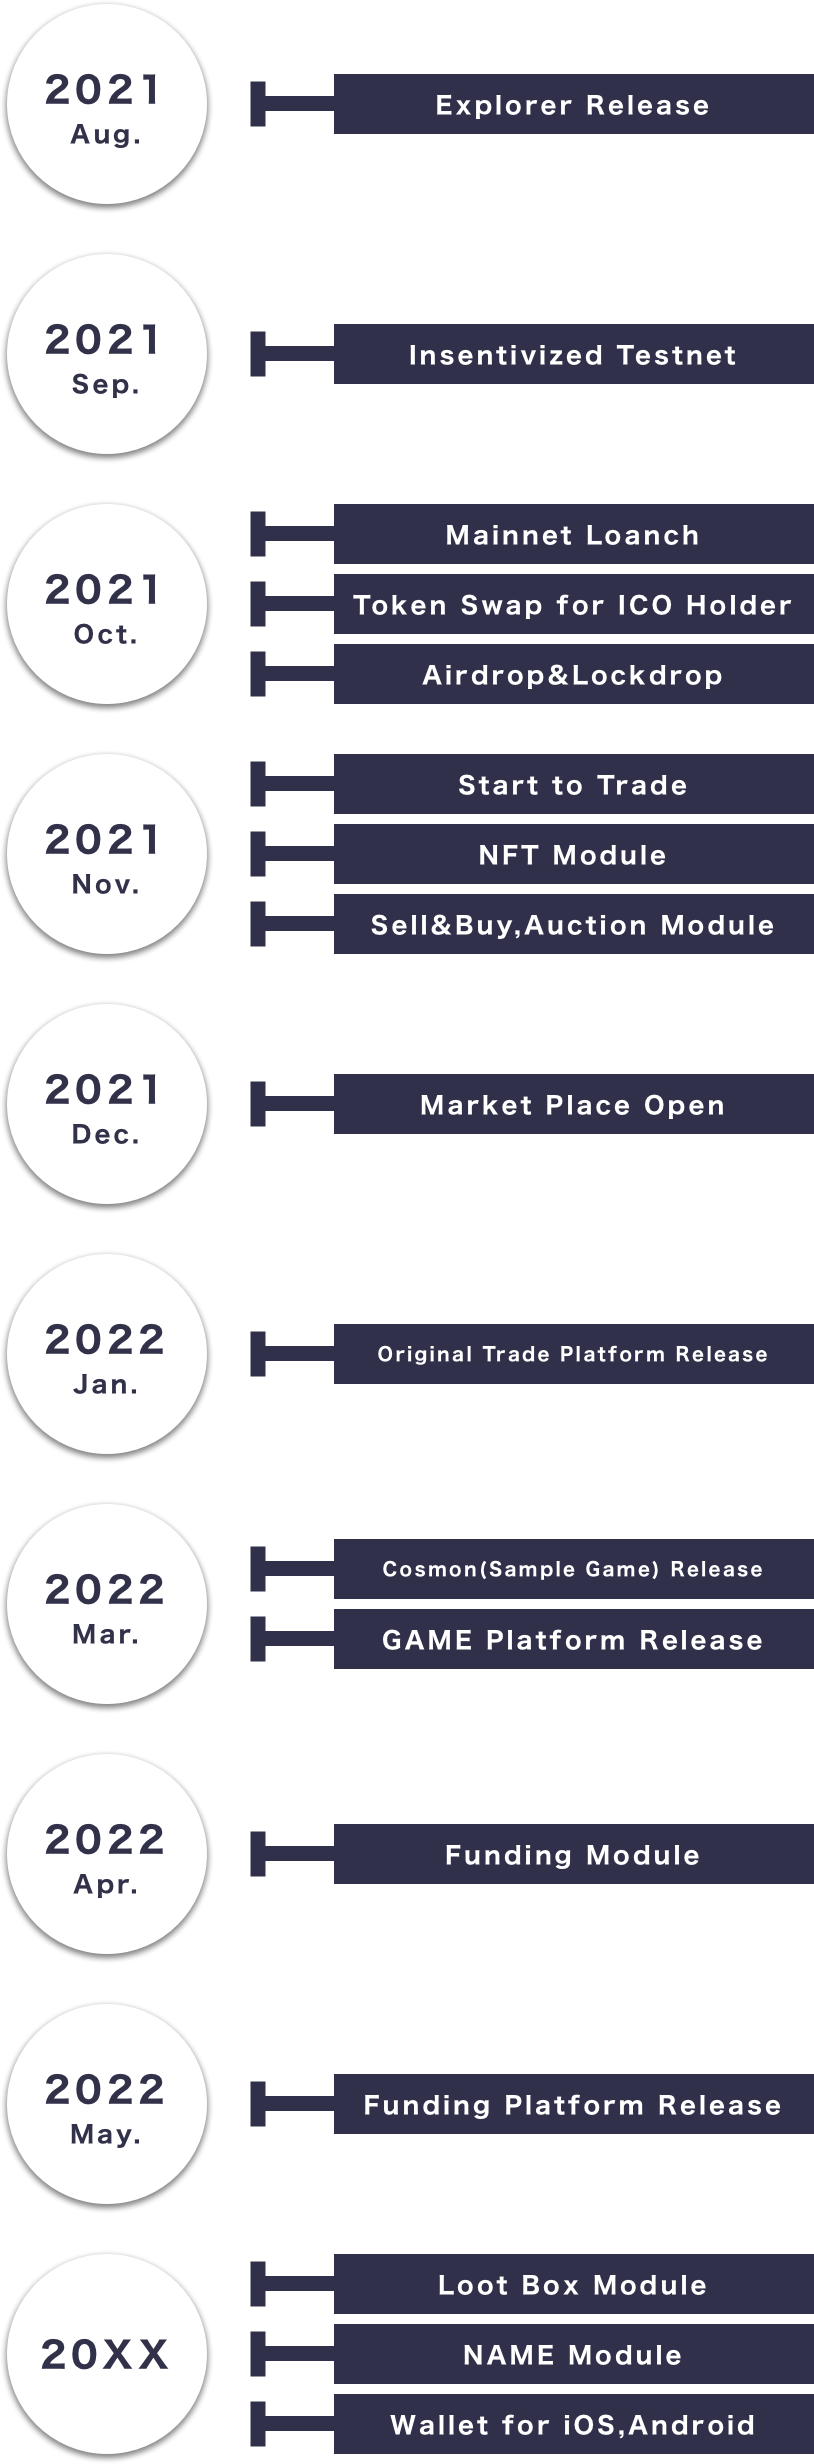 2021
Aug.
Explorer Release
2021
Sep.
Insentivized Testnet
2021
Oct.
Mainnet Loanch
Token Swap for ICO Holder
Airdrop&Lockdrop
2021
Nov.
Start to Trade
NFT Module
Sell&Buy,Auction Module
2021
Dec.
Market Place Open
2022
Jan.
Original Trade Platform Release
2022
Mar.
Cosmon(Sample Game) Release
GAME Platform Release
2022
Apr.
Funding Module
2022
May.
Funding Platform Release
20XX
Loot Box Module
NAME Module
Wallet for iOS,Android